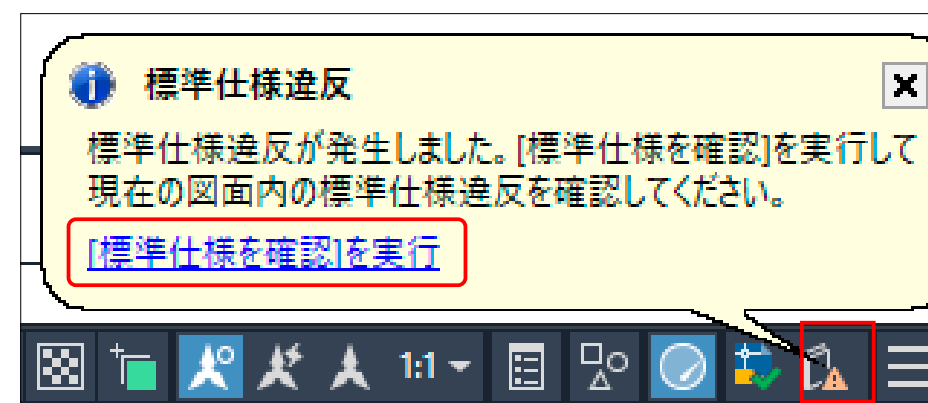 標準仕様違反
標準仕様違反が発生しました。[標準仕様を確認]を実行して
現在の図面内の標準仕様違反を確認してください。
[標準仕様を確認]を実行
1:1